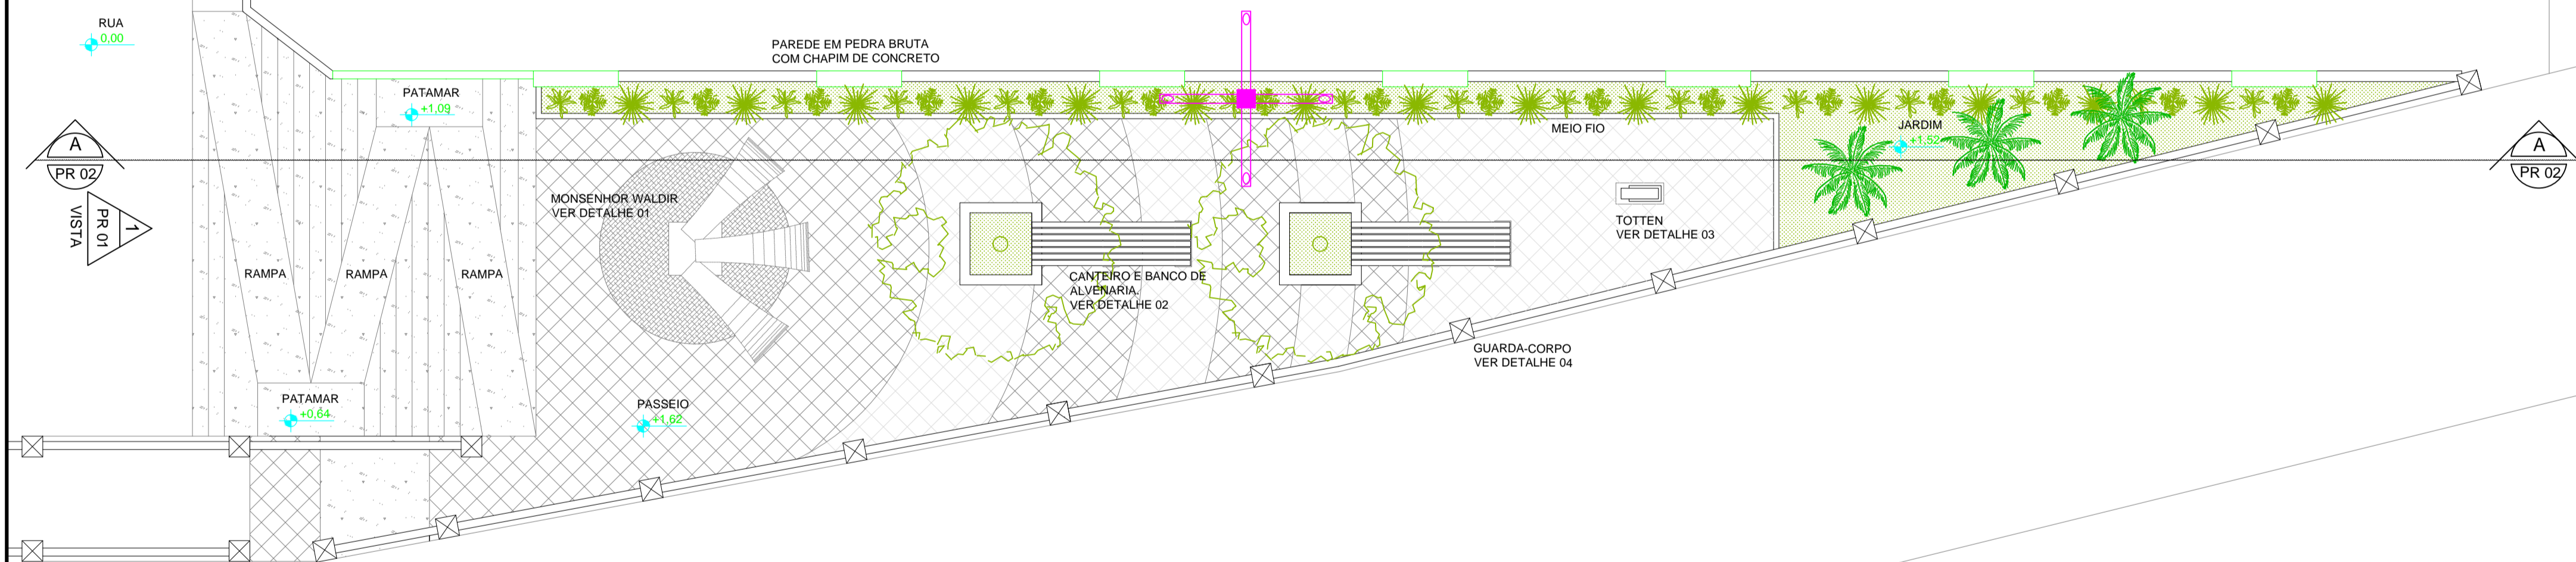 RUA
0,00
PAREDE EM PEDRA BRUTA
COM CHAPIM DE CONCRETO
PATAMAR
+1,09
A
PR 02
1
PR 01
VISTA
MONSENHOR WALDIR
VER DETALHE 01
RAMPA
RAMPA
RAMPA
MEIO FIO
JARDIM
+1,52
A
PR 02
TOTTEN
VER DETALHE 03
CANTEIRO E BANCO DE
ALVENARIA.
VER DETALHE 02
GUARDA-CORPO
VER DETALHE 04
PATAMAR
+0,64
PASSEIO
+1,62